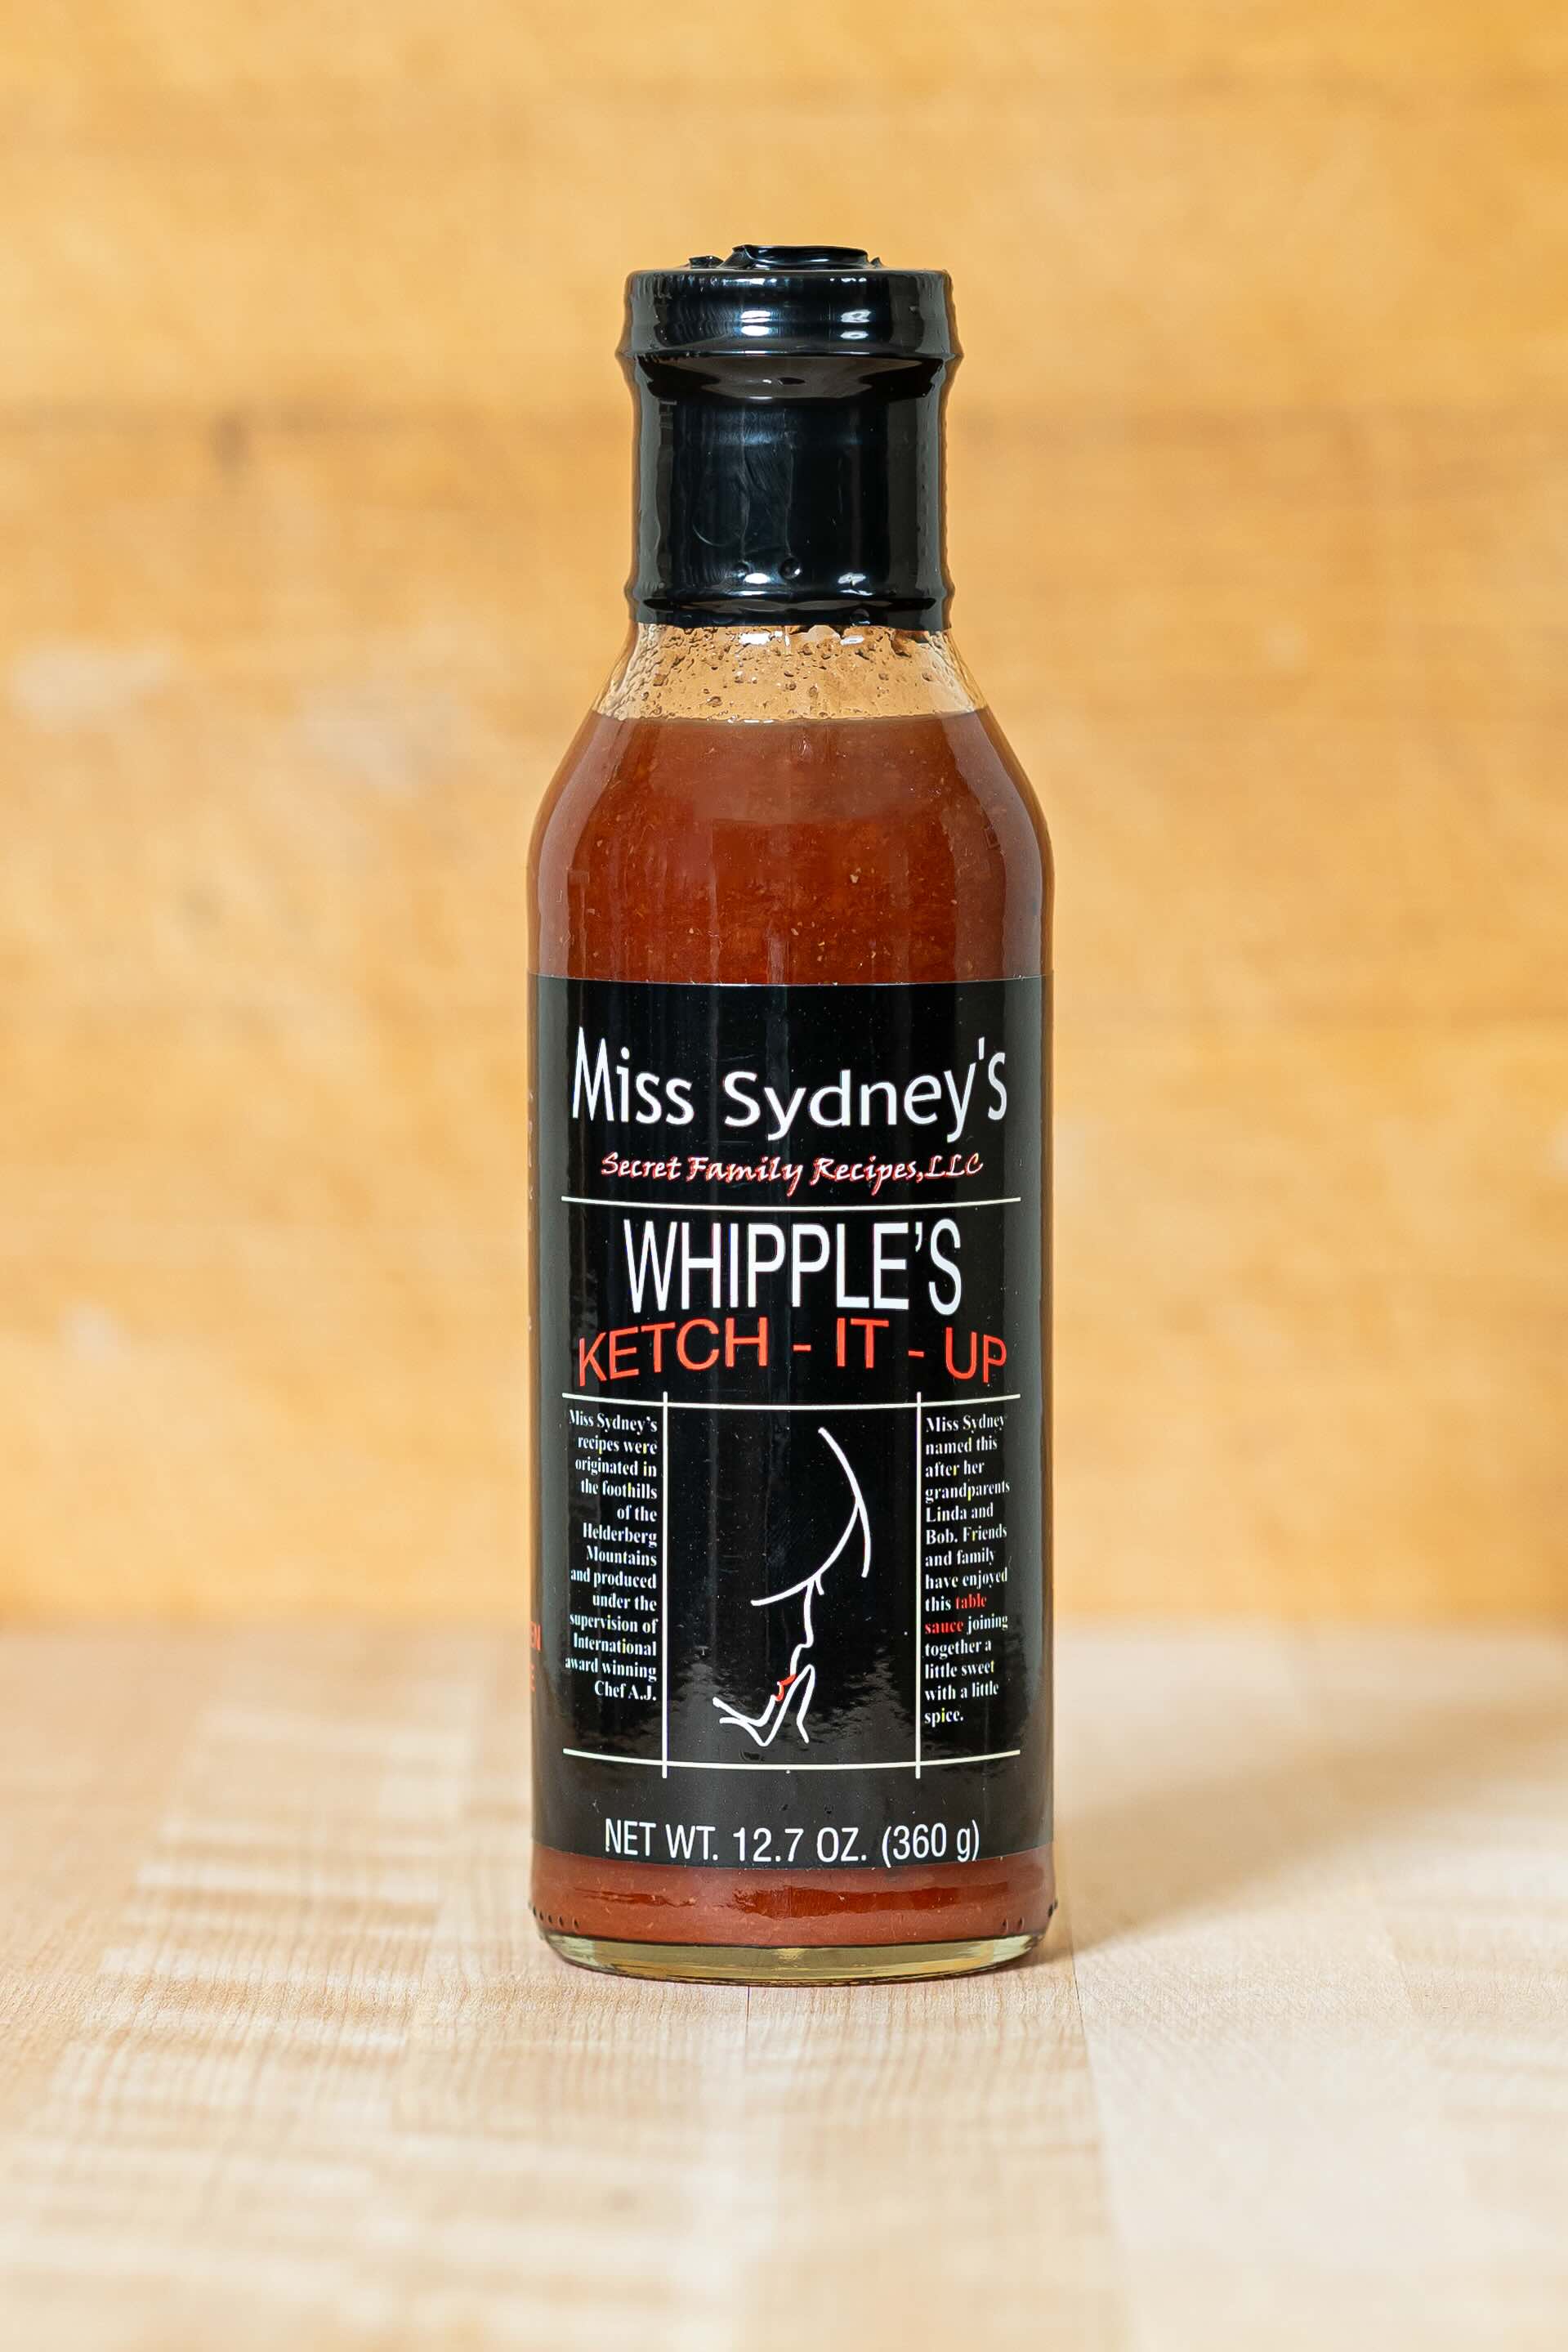 Miss Sydney's
Secret Family Recipes,LLC
WHIPPLE'S
KETCH - IT - UP
Miss Sydney's
recipes were
originated in
the foothills
of the
Helderberg
Mountains
and produced
under the
supervision of
International
award winning
Chef A.J.
Miss Sydney
named this
after her
grandparents
Linda and
Bob. Friends
and family
have enjoyed
this table
sauce joining
together a
little sweet
with a little
spice.
NET WT. 12.7 OZ. (360 g)